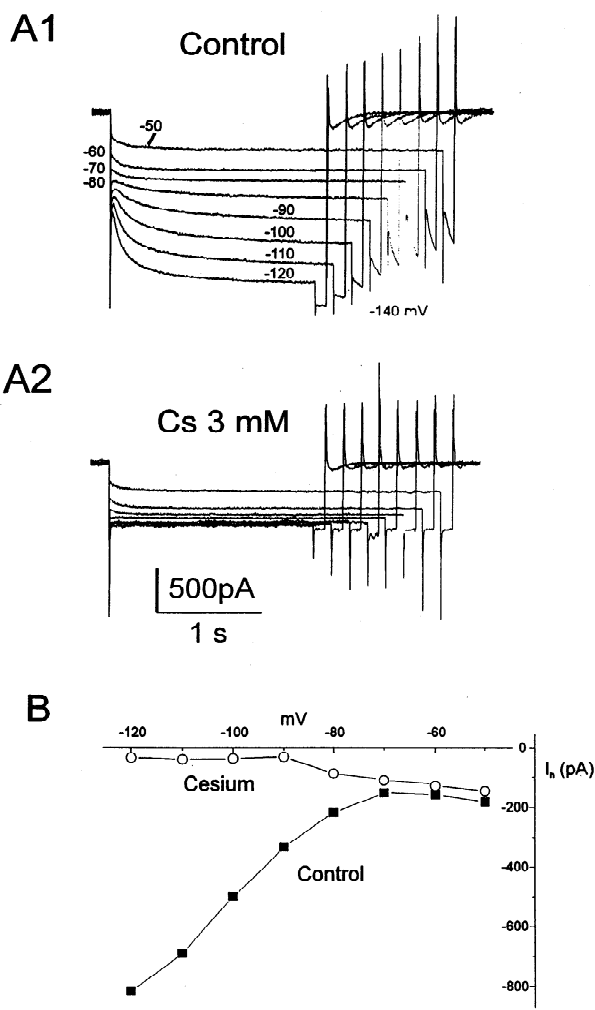 A1
Control
-50
-60
-70
-80
-90
-100
-110
-120
-140 mV
A2
Cs 3 mM
500pA
1 s
B
mV
-120 -100 -80 -60
0
Ih (pA)
Cesium
-200
Control
-400
-600
-800